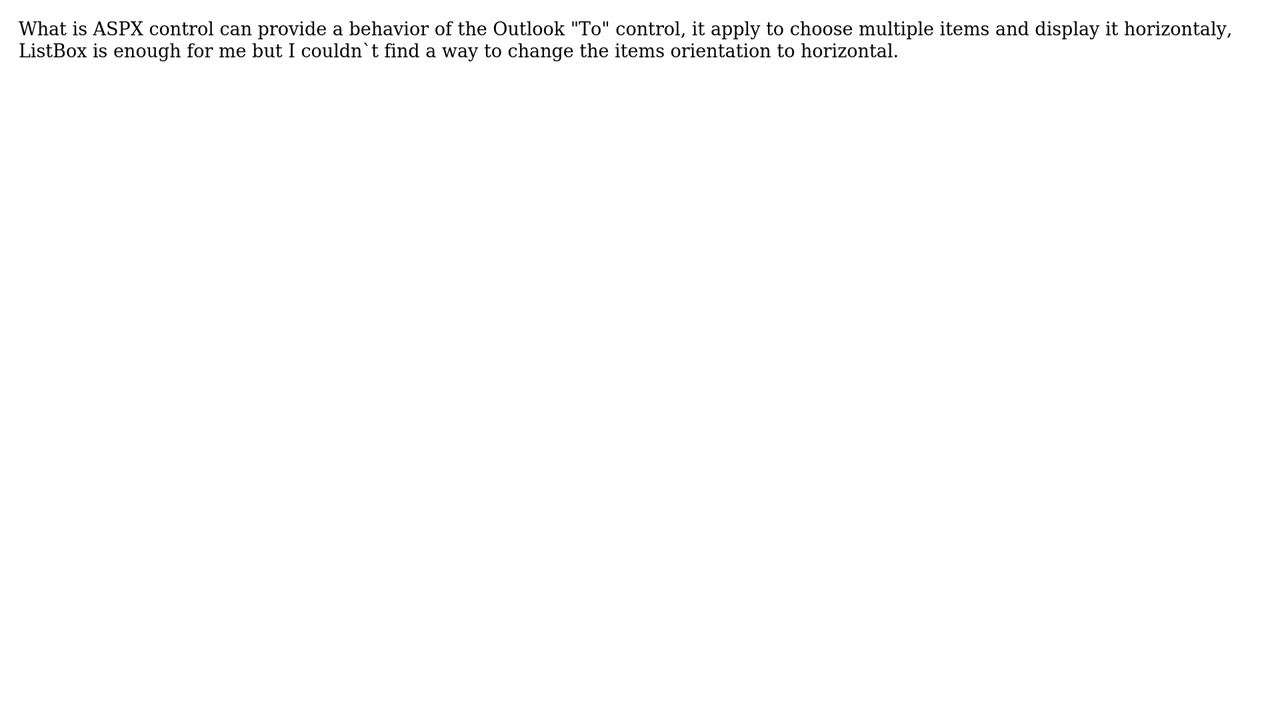 What is ASPX control can provide a behavior of the Outlook "To" control, it apply to choose multiple items and display it horizontaly,
ListBox is enough for me but I couldn`t find a way to change the items orientation to horizontal.